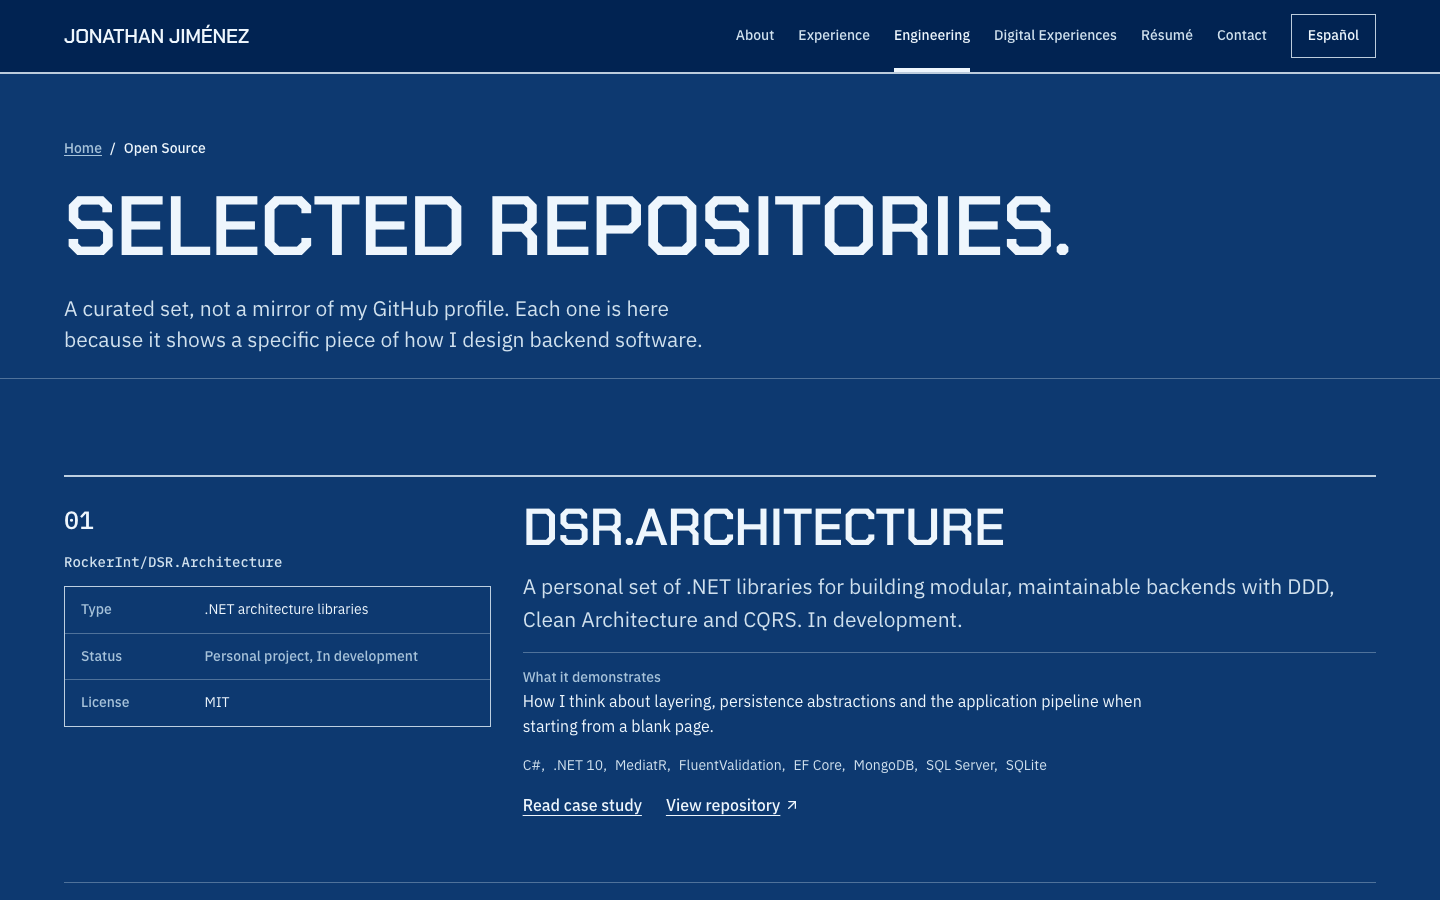 JONATHAN JIMÉNEZ
About Experience Engineering Digital Experiences Résumé Contact Español
Home / Open Source
SELECTED REPOSITORIES.
A curated set, not a mirror of my GitHub profile. Each one is here
because it shows a specific piece of how I design backend software.
01
RockerInt/DSR.Architecture
Type .NET architecture libraries
Status Personal project, In development
License MIT
DSR.ARCHITECTURE
A personal set of .NET libraries for building modular, maintainable backends with DDD,
Clean Architecture and CQRS. In development.
What it demonstrates
How I think about layering, persistence abstractions and the application pipeline when
starting from a blank page.
C#, .NET 10, MediatR, FluentValidation, EF Core, MongoDB, SQL Server, SQLite
Read case study View repository